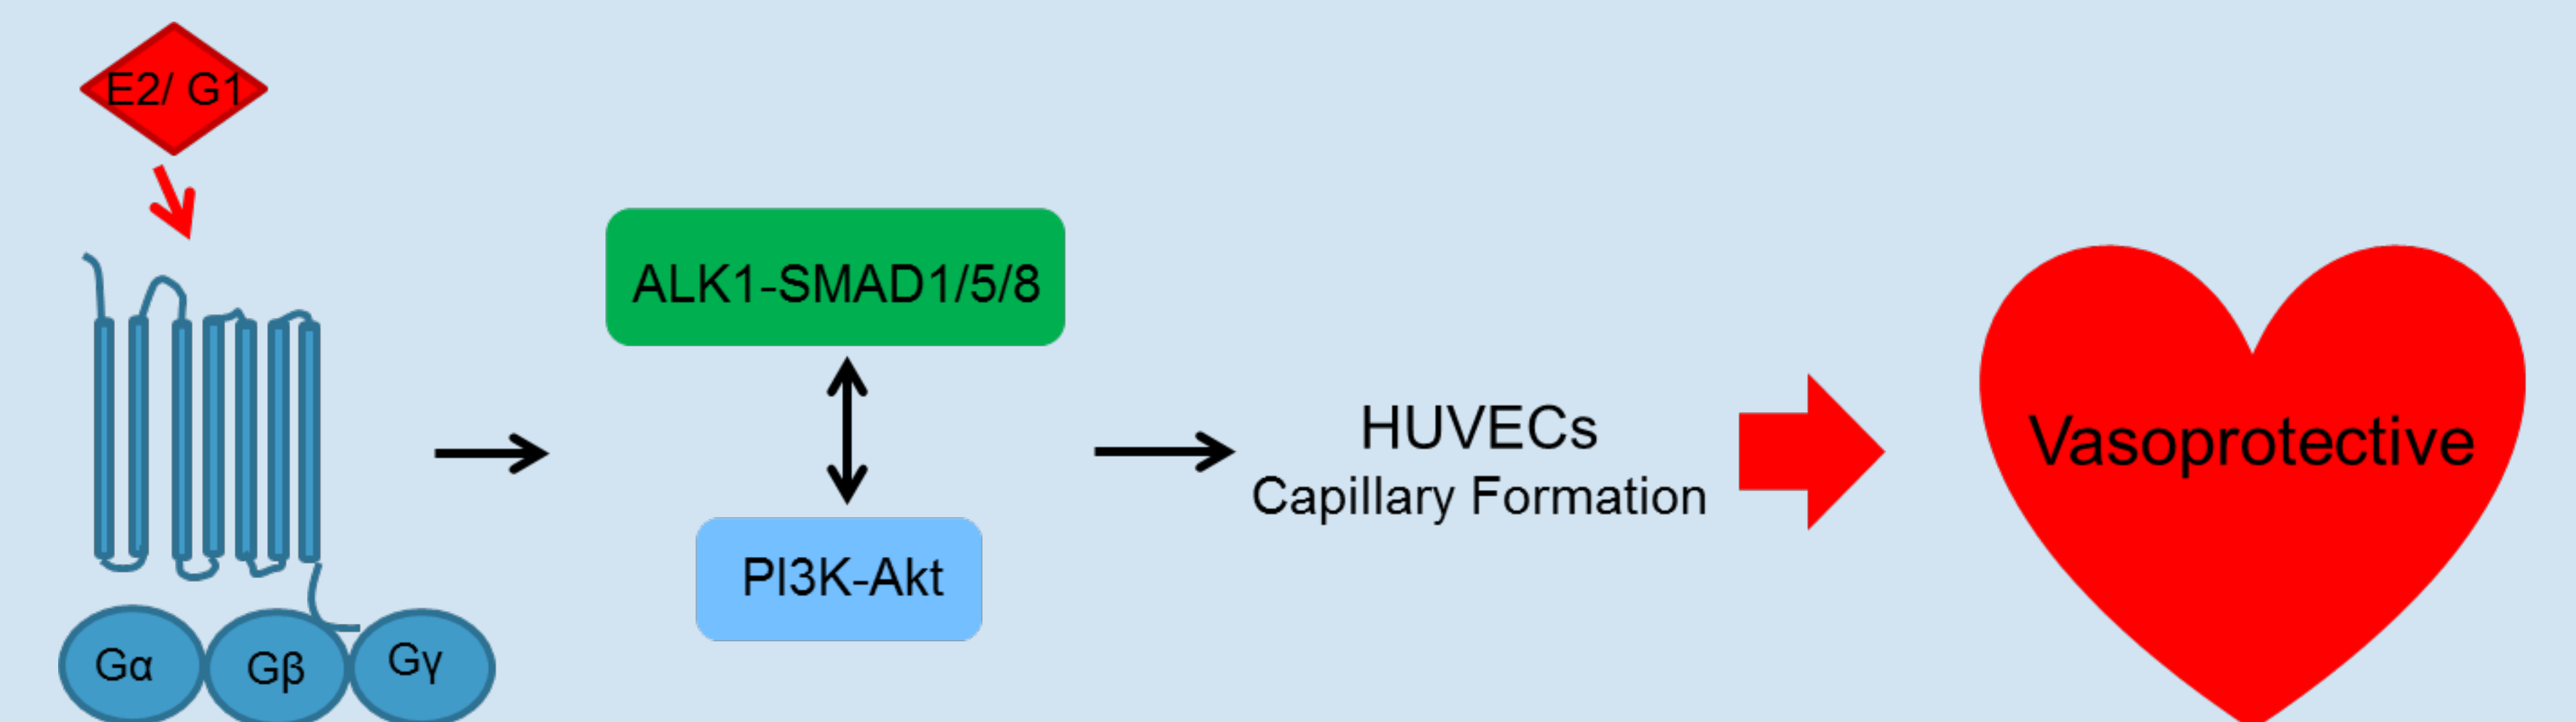 E2/ G1
ALK1-SMAD1/5/8
PI3K-Akt
HUVECs
Capillary Formation
Vasoprotective
Gα
Gβ
Gγ